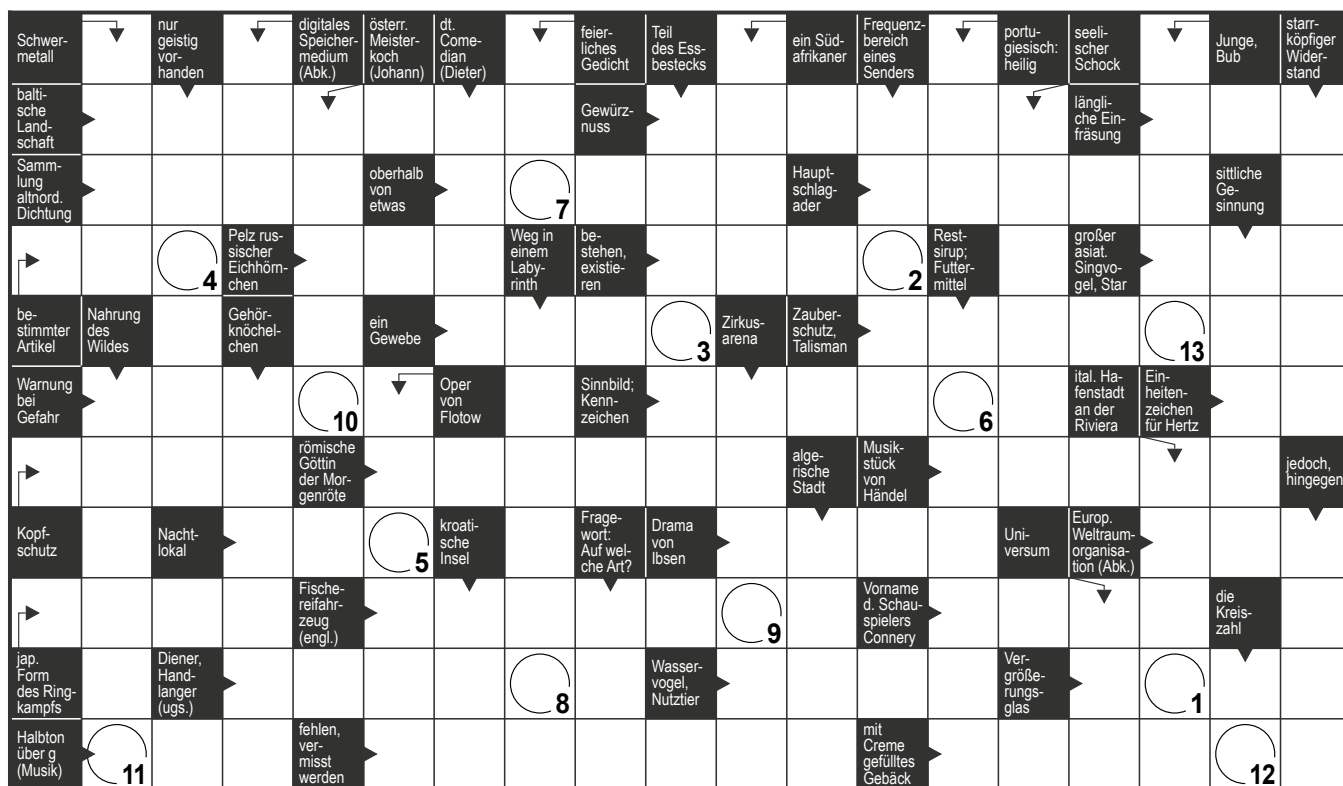 Schwer-
metall
nur
geistig
vor-
handen
digitales
Speicher-
medium
(Abk.)
österr.
Meister-
koch
(Johann)
dt.
Come-
dian
(Dieter)
feier-
liches
Gedicht
Teil
des Ess-
bestecks
ein Süd-
afrikaner
Frequenz-
bereich
eines
Senders
portu-
giesisch:
heilig
seeli-
scher
Schock
Junge,
Bub
starr-
köpfiger
Wider-
stand
balti-
sche
Land-
schaft
Gewürz-
nuss
längli-
che Ein-
fräsung
Samm-
lung
altnord.
Dichtung
oberhalb
von
etwas
7
Haupt-
schlag-
ader
sittliche
Ge-
sinnung
4
Pelz rus-
sischer
Eichhörn-
chen
Weg in
einem
Laby-
rinth
be-
stehen,
existie-
ren
2
Rest-
sirup;
Futter-
mittel
großer
asiat.
Singvo-
gel, Star
be-
stimmter
Artikel
Nahrung
des
Wildes
Gehör-
knöchel-
chen
ein
Gewebe
3
Zirkus-
arena
Zauber-
schutz,
Talisman
13
Warnung
bei
Gefahr
10
Oper
von
Flotow
Sinnbild;
Kenn-
zeichen
6
ital. Ha-
fenstadt
an der
Riviera
Ein-
heiten-
zeichen
für Hertz
römische
Göttin
der Mor-
genröte
alge-
rische
Stadt
Musik-
stück
von
Händel
jedoch,
hingegen
Kopf-
schutz
Nacht-
lokal
5
kroati-
sche
Insel
Frage-
wort:
Auf wel-
che Art?
Drama
von
Ibsen
Uni-
versum
Europ.
Weltraum-
organisa-
tion (Abk.)
Fische-
reifahr-
zeug
(engl.)
9
Vorname
d. Schau-
spielers
Connery
die
Kreis-
zahl
jap.
Form
des Ring-
kampfs
Diener,
Hand-
langer
(ugs.)
8
Wasser-
vogel,
Nutztier
Ver-
größe-
rungs-
glas
1
Halbton
über g
(Musik)
11
fehlen,
ver-
misst
werden
mit
Creme
gefülltes
Gebäck
12